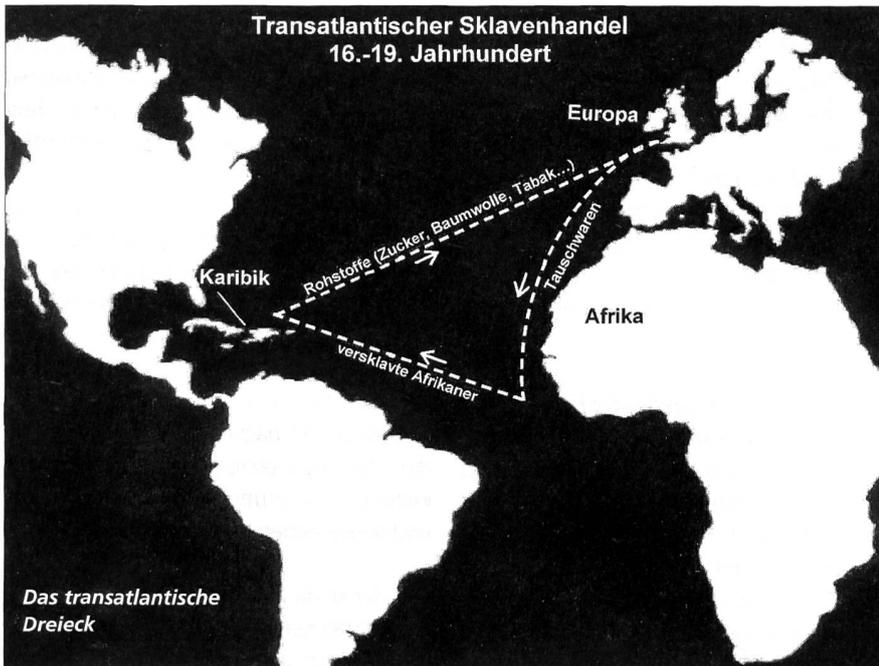 Transatlantischer Sklavenhandel
16.-19. Jahrhundert
Europa
Rohstoffe (Zucker, Baumwolle, Tabak...)
Tauschwaren
Karibik
Afrika
versklavte Afrikaner
Das transatlantische
Dreieck